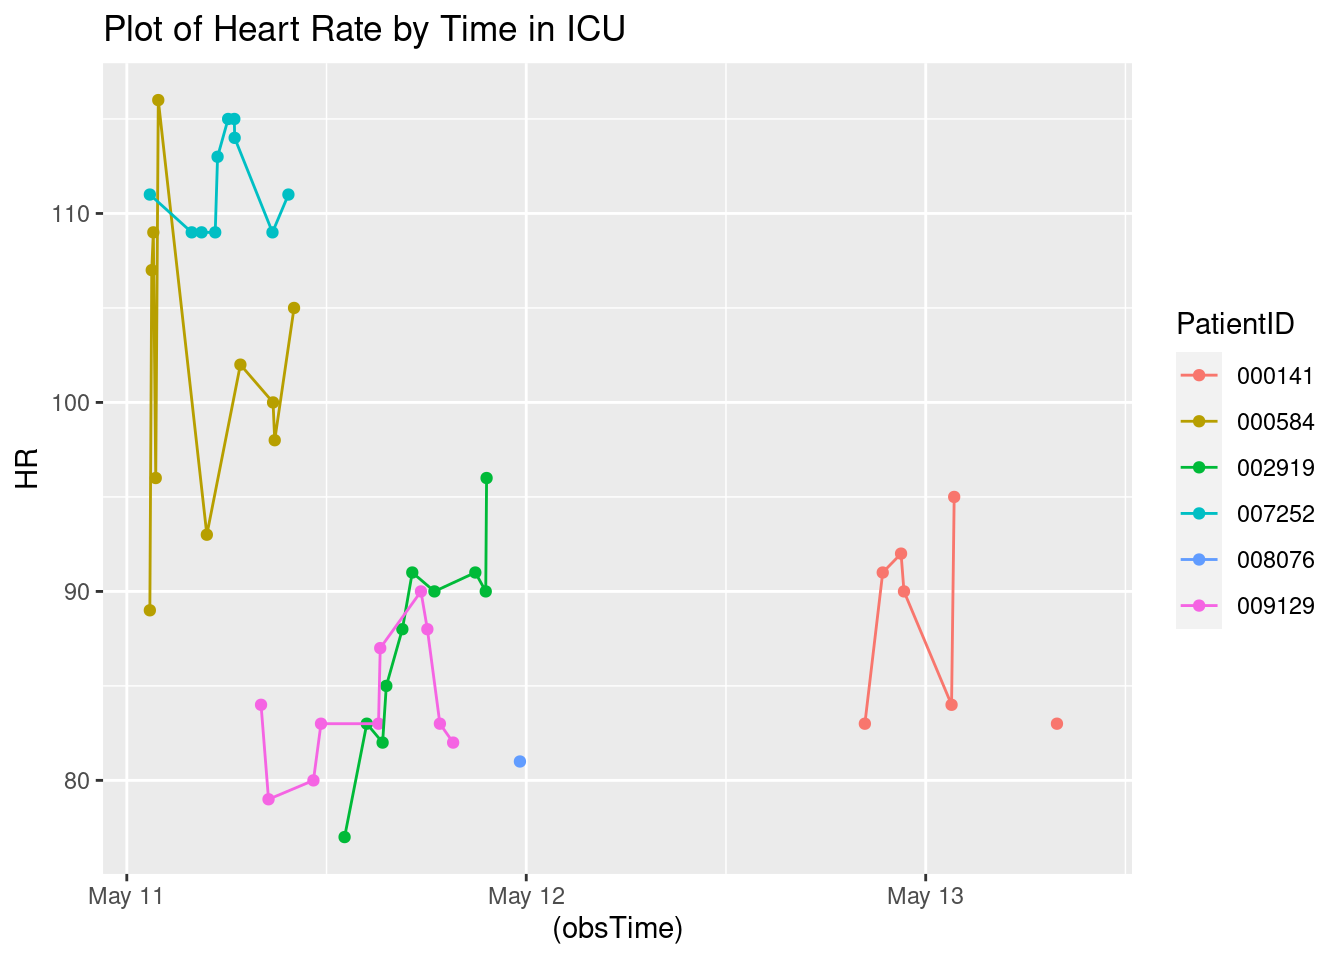 Plot of Heart Rate by Time in ICU
HR
110
100
90
80
May 11
May 12
May 13
(obsTime)
PatientID
000141
000584
002919
007252
008076
009129